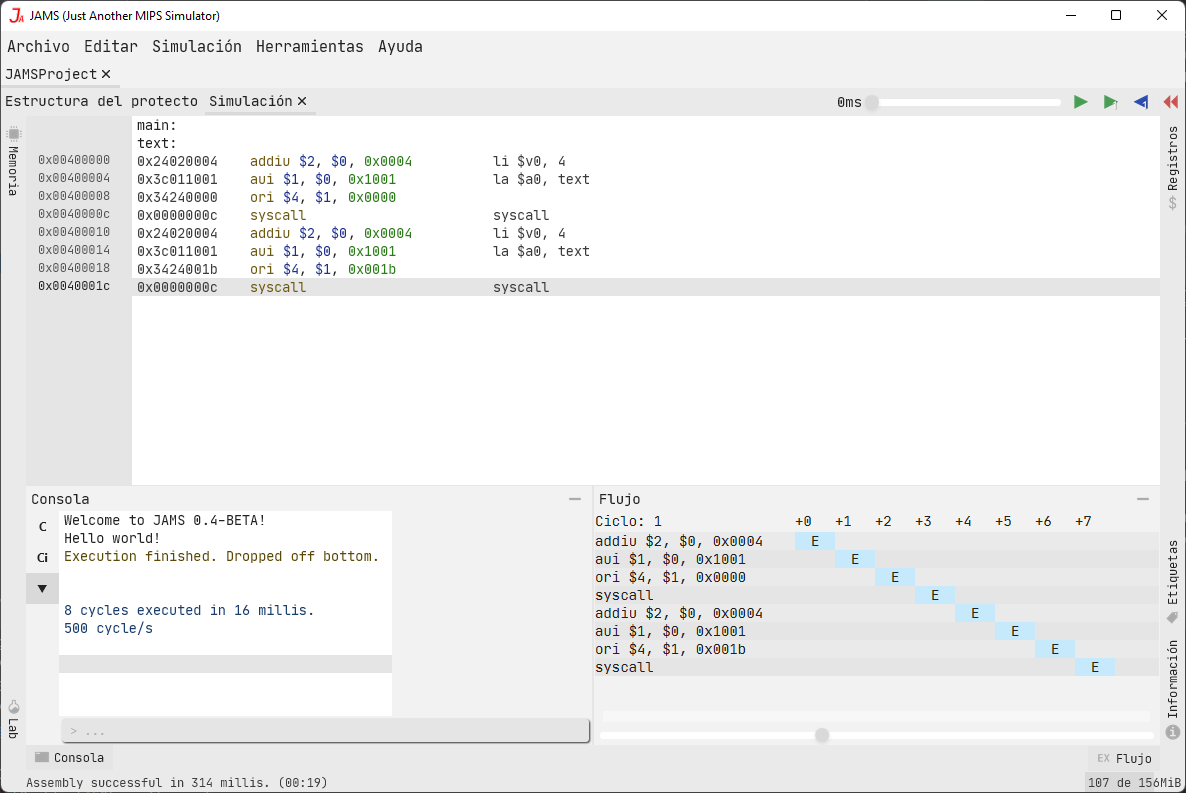 JAMS (Just Another MIPS Simulator)
Archivo Editar Simulación Herramientas Ayuda
JAMSProject ×
Estructura del protecto Simulación ×
0ms
Memoria
Lab
main:
text:
0x00400000 0x24020004 addiu $2, $0, 0x0004 li $v0, 4
0x00400004 0x3c011001 aui $1, $0, 0x1001 la $a0, text
0x00400008 0x34240000 ori $4, $1, 0x0000
0x0040000c 0x0000000c syscall syscall
0x00400010 0x24020004 addiu $2, $0, 0x0004 li $v0, 4
0x00400014 0x3c011001 aui $1, $0, 0x1001 la $a0, text
0x00400018 0x3424001b ori $4, $1, 0x001b
0x0040001c 0x0000000c syscall syscall
Registros
$
Etiquetas
Información
Consola
C
Ci
Welcome to JAMS 0.4-BETA!
Hello world!
Execution finished. Dropped off bottom.
8 cycles executed in 16 millis.
500 cycle/s
> ...
Flujo
Ciclo: 1 +0 +1 +2 +3 +4 +5 +6 +7
addiu $2, $0, 0x0004 E
aui $1, $0, 0x1001 E
ori $4, $1, 0x0000 E
syscall E
addiu $2, $0, 0x0004 E
aui $1, $0, 0x1001 E
ori $4, $1, 0x001b E
syscall E
Consola
EX Flujo
Assembly successful in 314 millis. (00:19)
107 de 156MiB